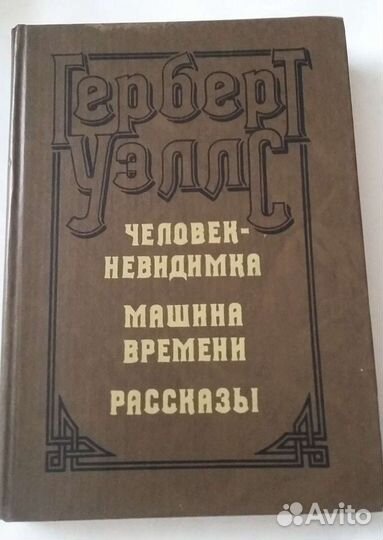 Герберт
Уэллс
ЧЕЛОВЕК-
НЕВИДИМКА
МАШИНА
ВРЕМЕНИ
РАССКАЗЫ
Avito